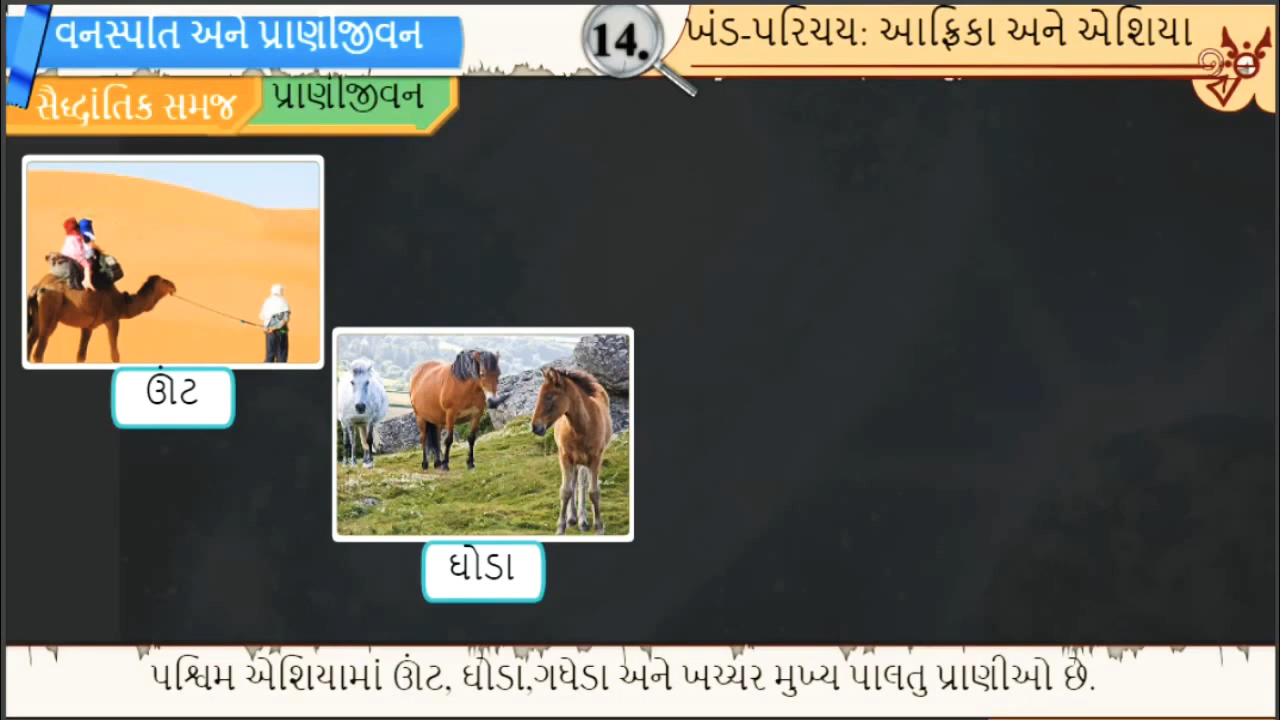 વનસ્પતિ અને પ્રાણીજીવન
14.
ખંડ-પરિચય: આફ્રિકા અને એશિયા
સૈદ્ધાંતિક સમજ
પ્રાણીજીવન
ઊંટ
ઘોડા
પશ્ચિમ એશિયામાં ઊંટ, ઘોડા,ગધેડા અને ખચ્ચર મુખ્ય પાલતુ પ્રાણીઓ છે.